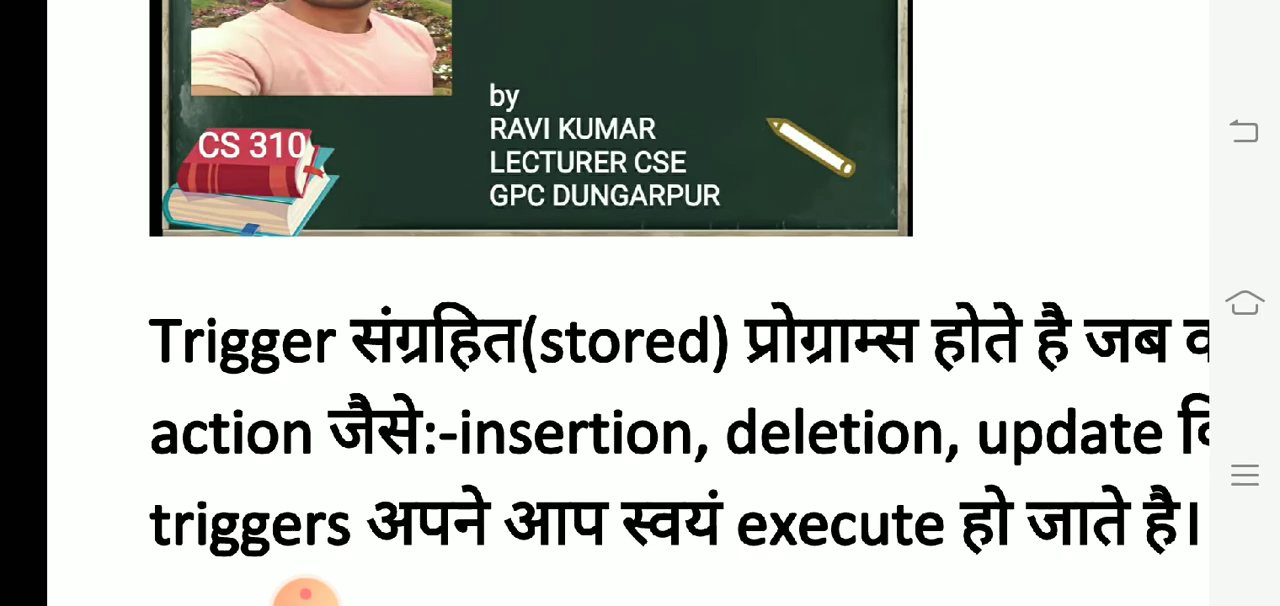 by
RAVI KUMAR
CS 310
LECTURER CSE
GPC DUNGARPUR
Trigger संग्रहित(stored) प्रोग्राम्स होते है जब
action जैसे:-insertion, deletion, update
triggers अपने आप स्वयं execute हो जाते है।